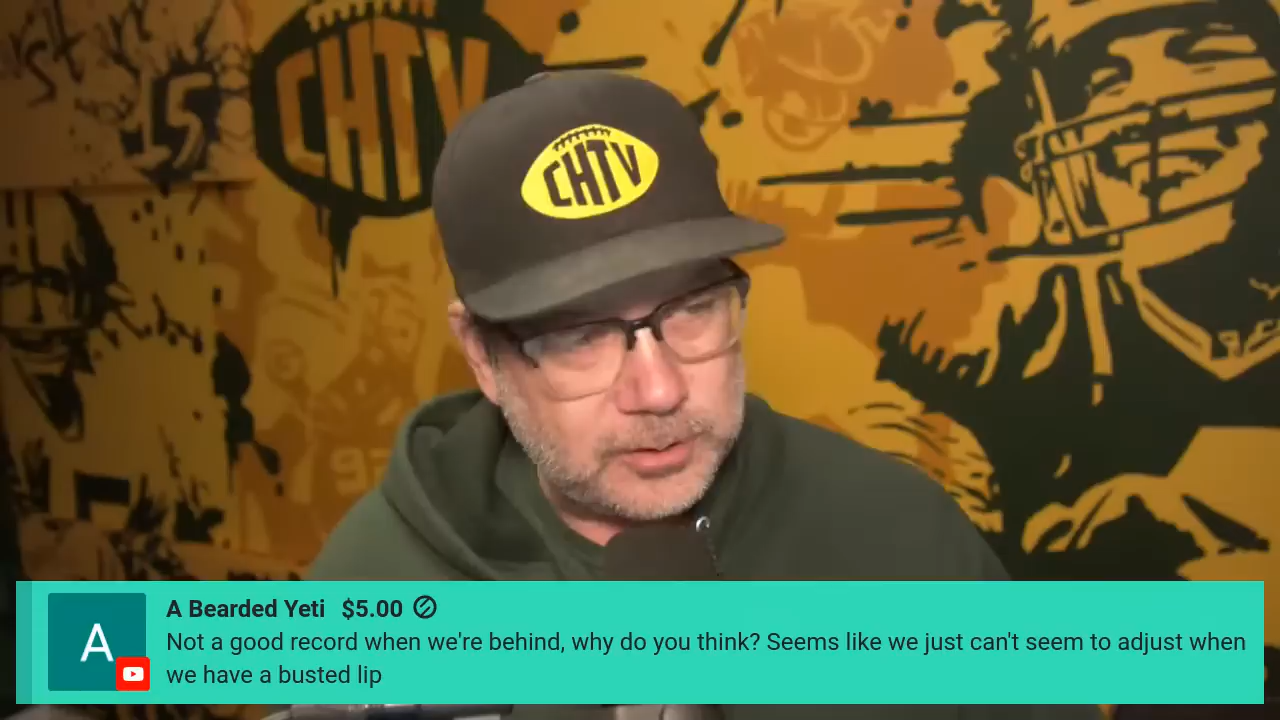 CHTV
15
CHTV
A Bearded Yeti $5.00
A
Not a good record when we're behind, why do you think? Seems like we just can't seem to adjust when
we have a busted lip